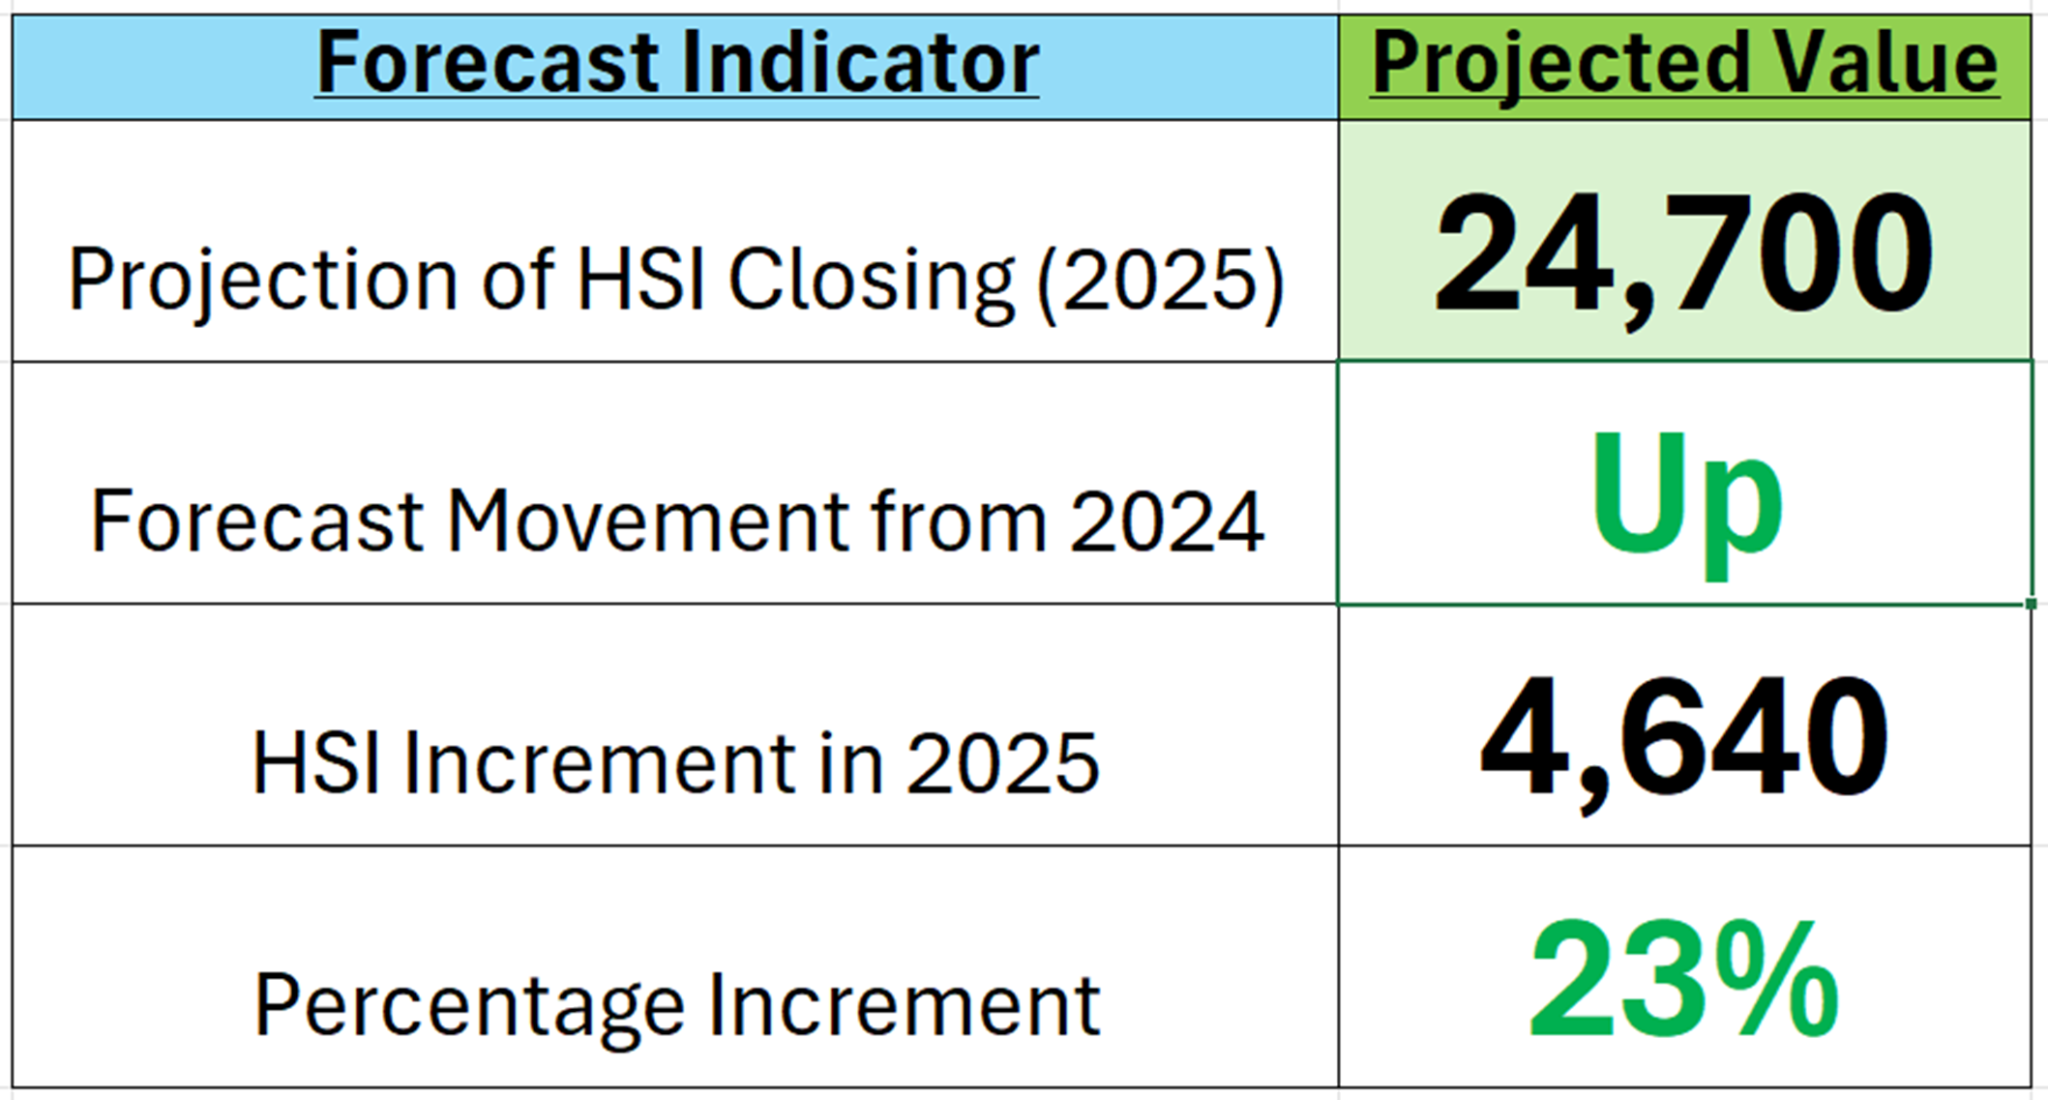 Forecast Indicator Projected Value
Projection of HSI Closing (2025) 24,700
Forecast Movement from 2024 Up
HSI Increment in 2025 4,640
Percentage Increment 23%